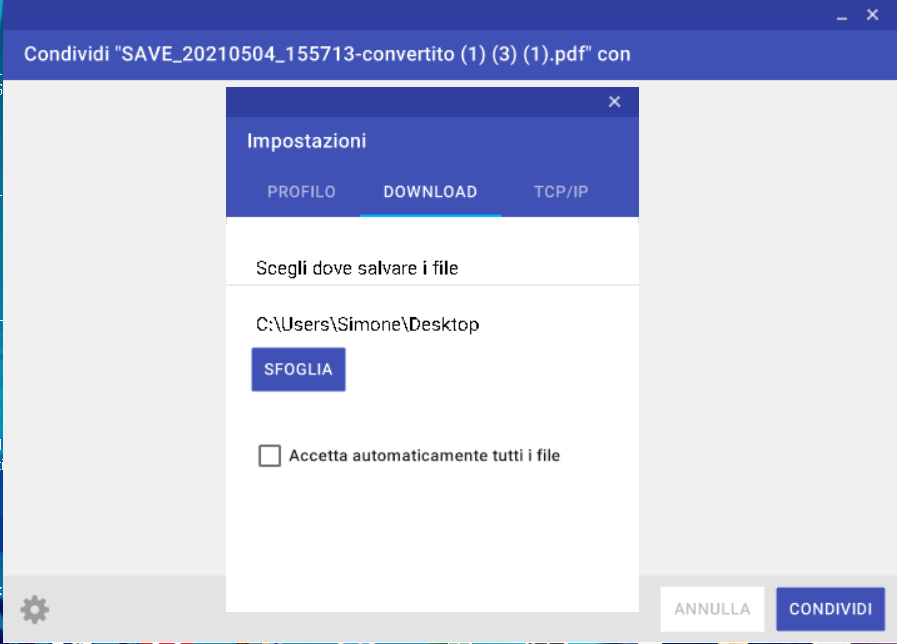 Condividi "SAVE_20210504_155713-convertito (1) (3) (1).pdf" con
Impostazioni
PROFILO DOWNLOAD TCP/IP
Scegli dove salvare i file
C:\Users\Simone\Desktop
SFOGLIA
Accetta automaticamente tutti i file
ANNULLA CONDIVIDI